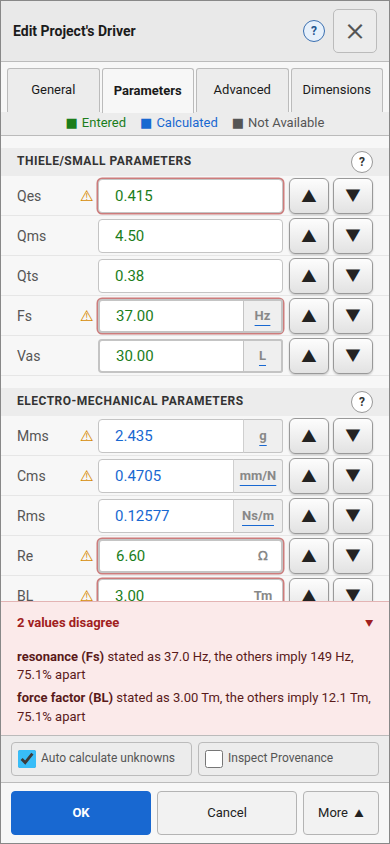 Edit Project's Driver ?
General Parameters Advanced Dimensions
Entered Calculated Not Available
THIELE/SMALL PARAMETERS ?
Qes ⚠ 0.415 ▲ ▼
Qms 4.50 ▲ ▼
Qts 0.38 ▲ ▼
Fs ⚠ 37.00 Hz ▲ ▼
Vas 30.00 L ▲ ▼
ELECTRO-MECHANICAL PARAMETERS ?
Mms ⚠ 2.435 g ▲ ▼
Cms ⚠ 0.4705 mm/N ▲ ▼
Rms 0.12577 Ns/m ▲ ▼
Re ⚠ 6.60 Ω ▲ ▼
BL ⚠ 3.00 Tm ▲ ▼
2 values disagree ▼
resonance (Fs) stated as 37.0 Hz, the others imply 149 Hz,
75.1% apart
force factor (BL) stated as 3.00 Tm, the others imply 12.1 Tm,
75.1% apart
Auto calculate unknowns Inspect Provenance
OK Cancel More ▲